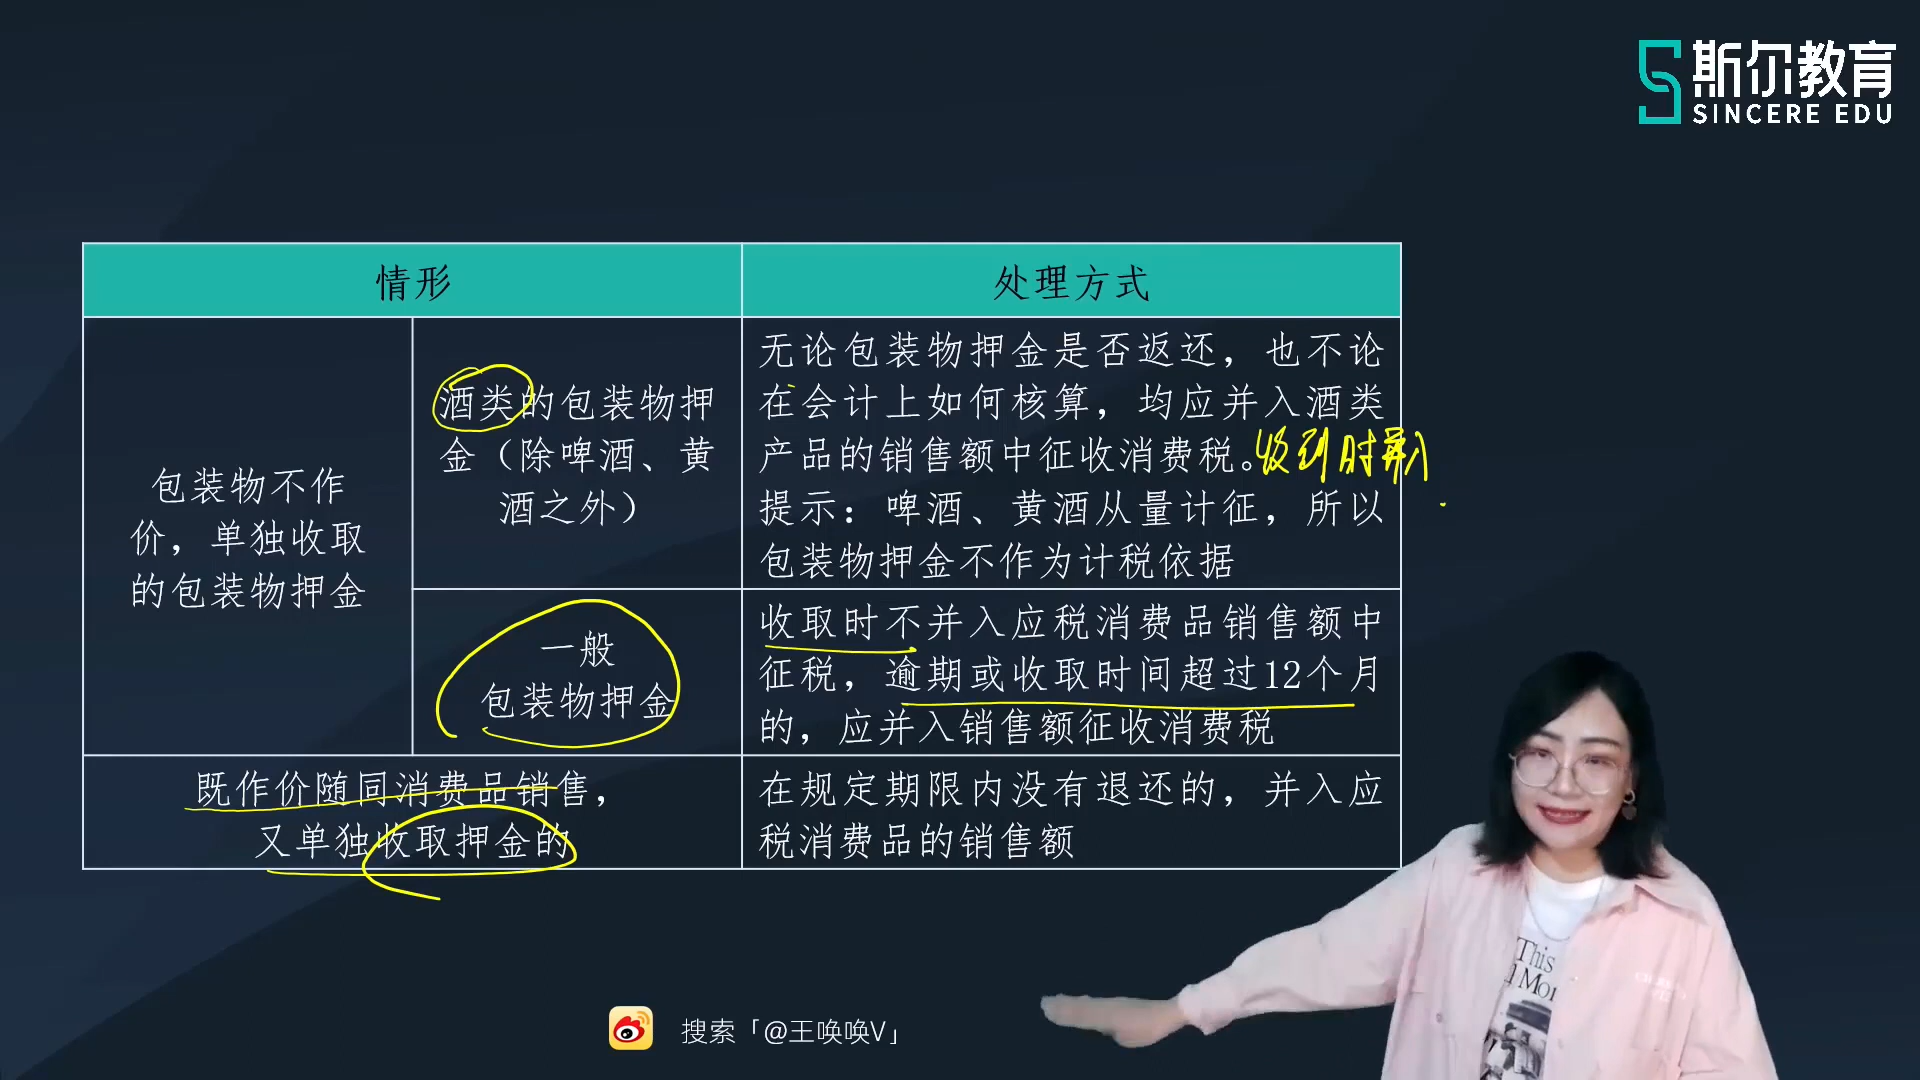 斯尔教育
SINCERE EDU
情形
处理方式
包装物不作
价，单独收取
的包装物押金
酒类的包装物押
金（除啤酒、黄
酒之外）
无论包装物押金是否返还，也不论
在会计上如何核算，均应并入酒类
产品的销售额中征收消费税。
收到时并入
提示：啤酒、黄酒从量计征，所以
包装物押金不作为计税依据
一般
包装物押金
收取时不并入应税消费品销售额中
征税，逾期或收取时间超过12个月
的，应并入销售额征收消费税
既作价随同消费品销售，
又单独收取押金的
在规定期限内没有退还的，并入应
税消费品的销售额
This
Mor
搜索「@王唤唤V」